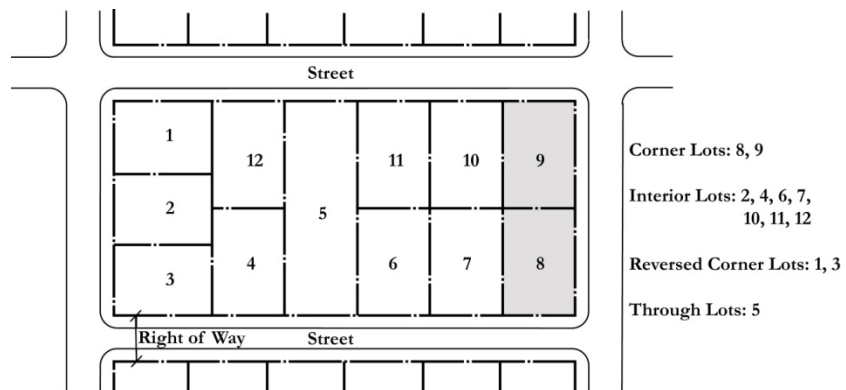 Street
1
12
11
10
9
2
5
3
4
6
7
8
Right of Way
Street
Corner Lots: 8, 9
Interior Lots: 2, 4, 6, 7,
10, 11, 12
Reversed Corner Lots: 1, 3
Through Lots: 5